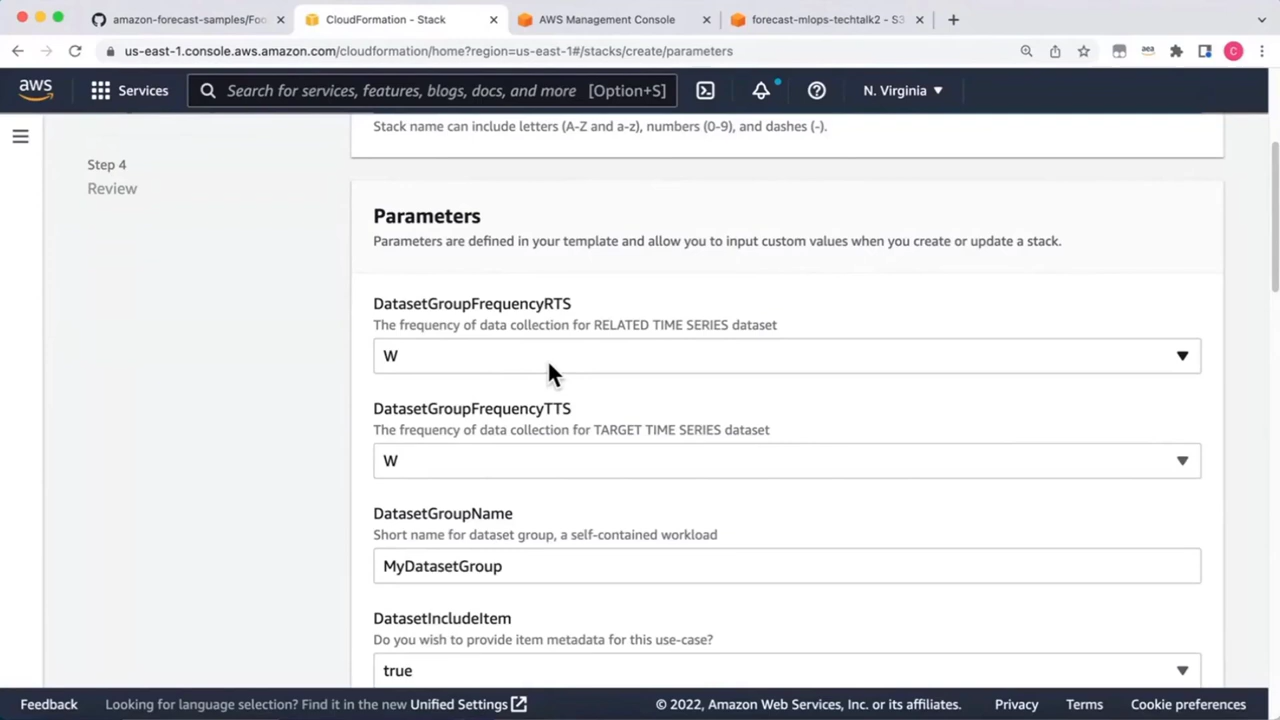 amazon-forecast-samples/Foo
CloudFormation - Stack
AWS Management Console
forecast-mlops-techtalk2 - S3
us-east-1.console.aws.amazon.com/cloudformation/home?region=us-east-1#/stacks/create/parameters
aea
C
aws
Services
Search for services, features, blogs, docs, and more
[Option+S]
N. Virginia
Stack name can include letters (A-Z and a-z), numbers (0-9), and dashes (-).
Step 4
Review
Parameters
Parameters are defined in your template and allow you to input custom values when you create or update a stack.
DatasetGroupFrequencyRTS
The frequency of data collection for RELATED TIME SERIES dataset
W
DatasetGroupFrequencyTTS
The frequency of data collection for TARGET TIME SERIES dataset
W
DatasetGroupName
Short name for dataset group, a self-contained workload
MyDatasetGroup
DatasetIncludeItem
Do you wish to provide item metadata for this use-case?
true
Feedback
Looking for language selection? Find it in the new Unified Settings
© 2022, Amazon Web Services, Inc. or its affiliates.
Privacy
Terms
Cookie preferences